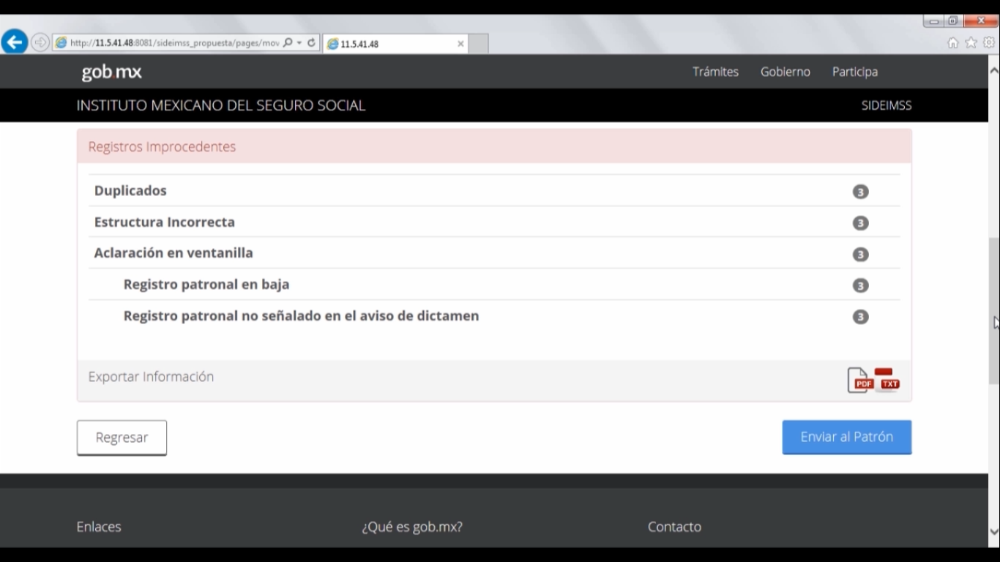 http://11.5.41.48:8081/sideimss_propuesta/pages/mov
11.5.41.48
gob.mx
Trámites
Gobierno
Participa
INSTITUTO MEXICANO DEL SEGURO SOCIAL
SIDEIMSS
Registros Improcedentes
Duplicados 3
Estructura Incorrecta 3
Aclaración en ventanilla 3
Registro patronal en baja 3
Registro patronal no señalado en el aviso de dictamen 3
Exportar Información
PDF
TXT
Regresar
Enviar al Patrón
Enlaces
¿Qué es gob.mx?
Contacto